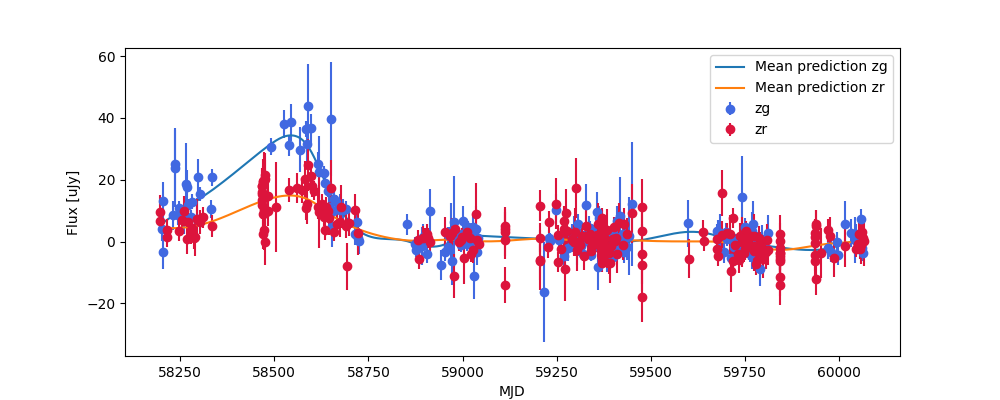 60
40
20
0
−20
Flux [uJy]
Mean prediction zg
Mean prediction zr
zg
zr
58250 58500 58750 59000 59250 59500 59750 60000
MJD